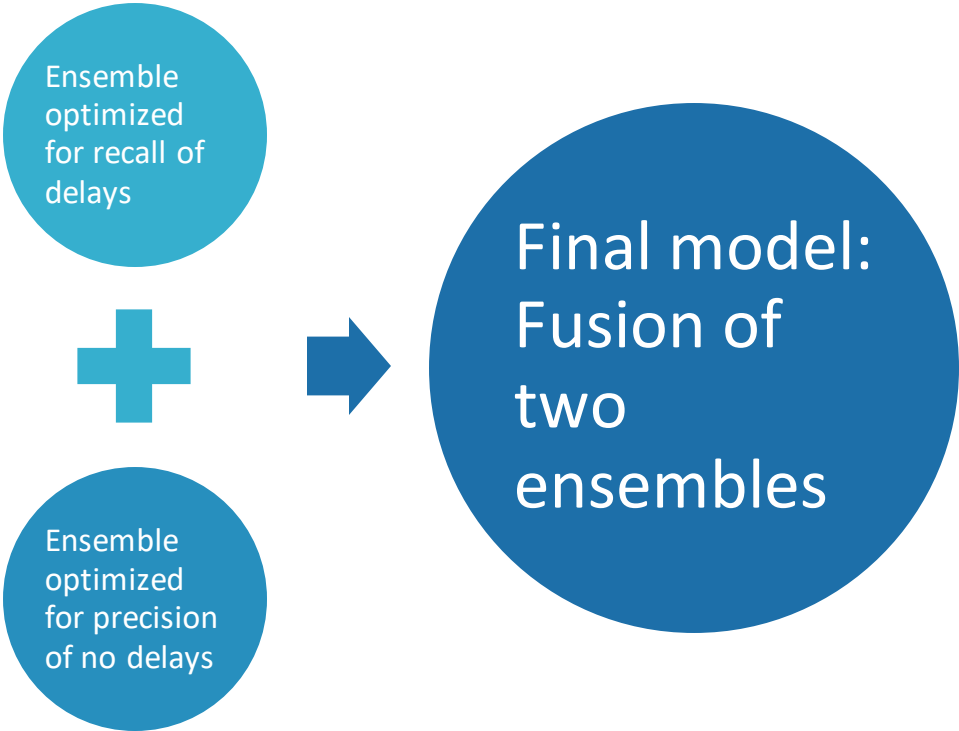 Ensemble
optimized
for recall of
delays
Ensemble
optimized
for precision
of no delays
Final model:
Fusion of
two
ensembles